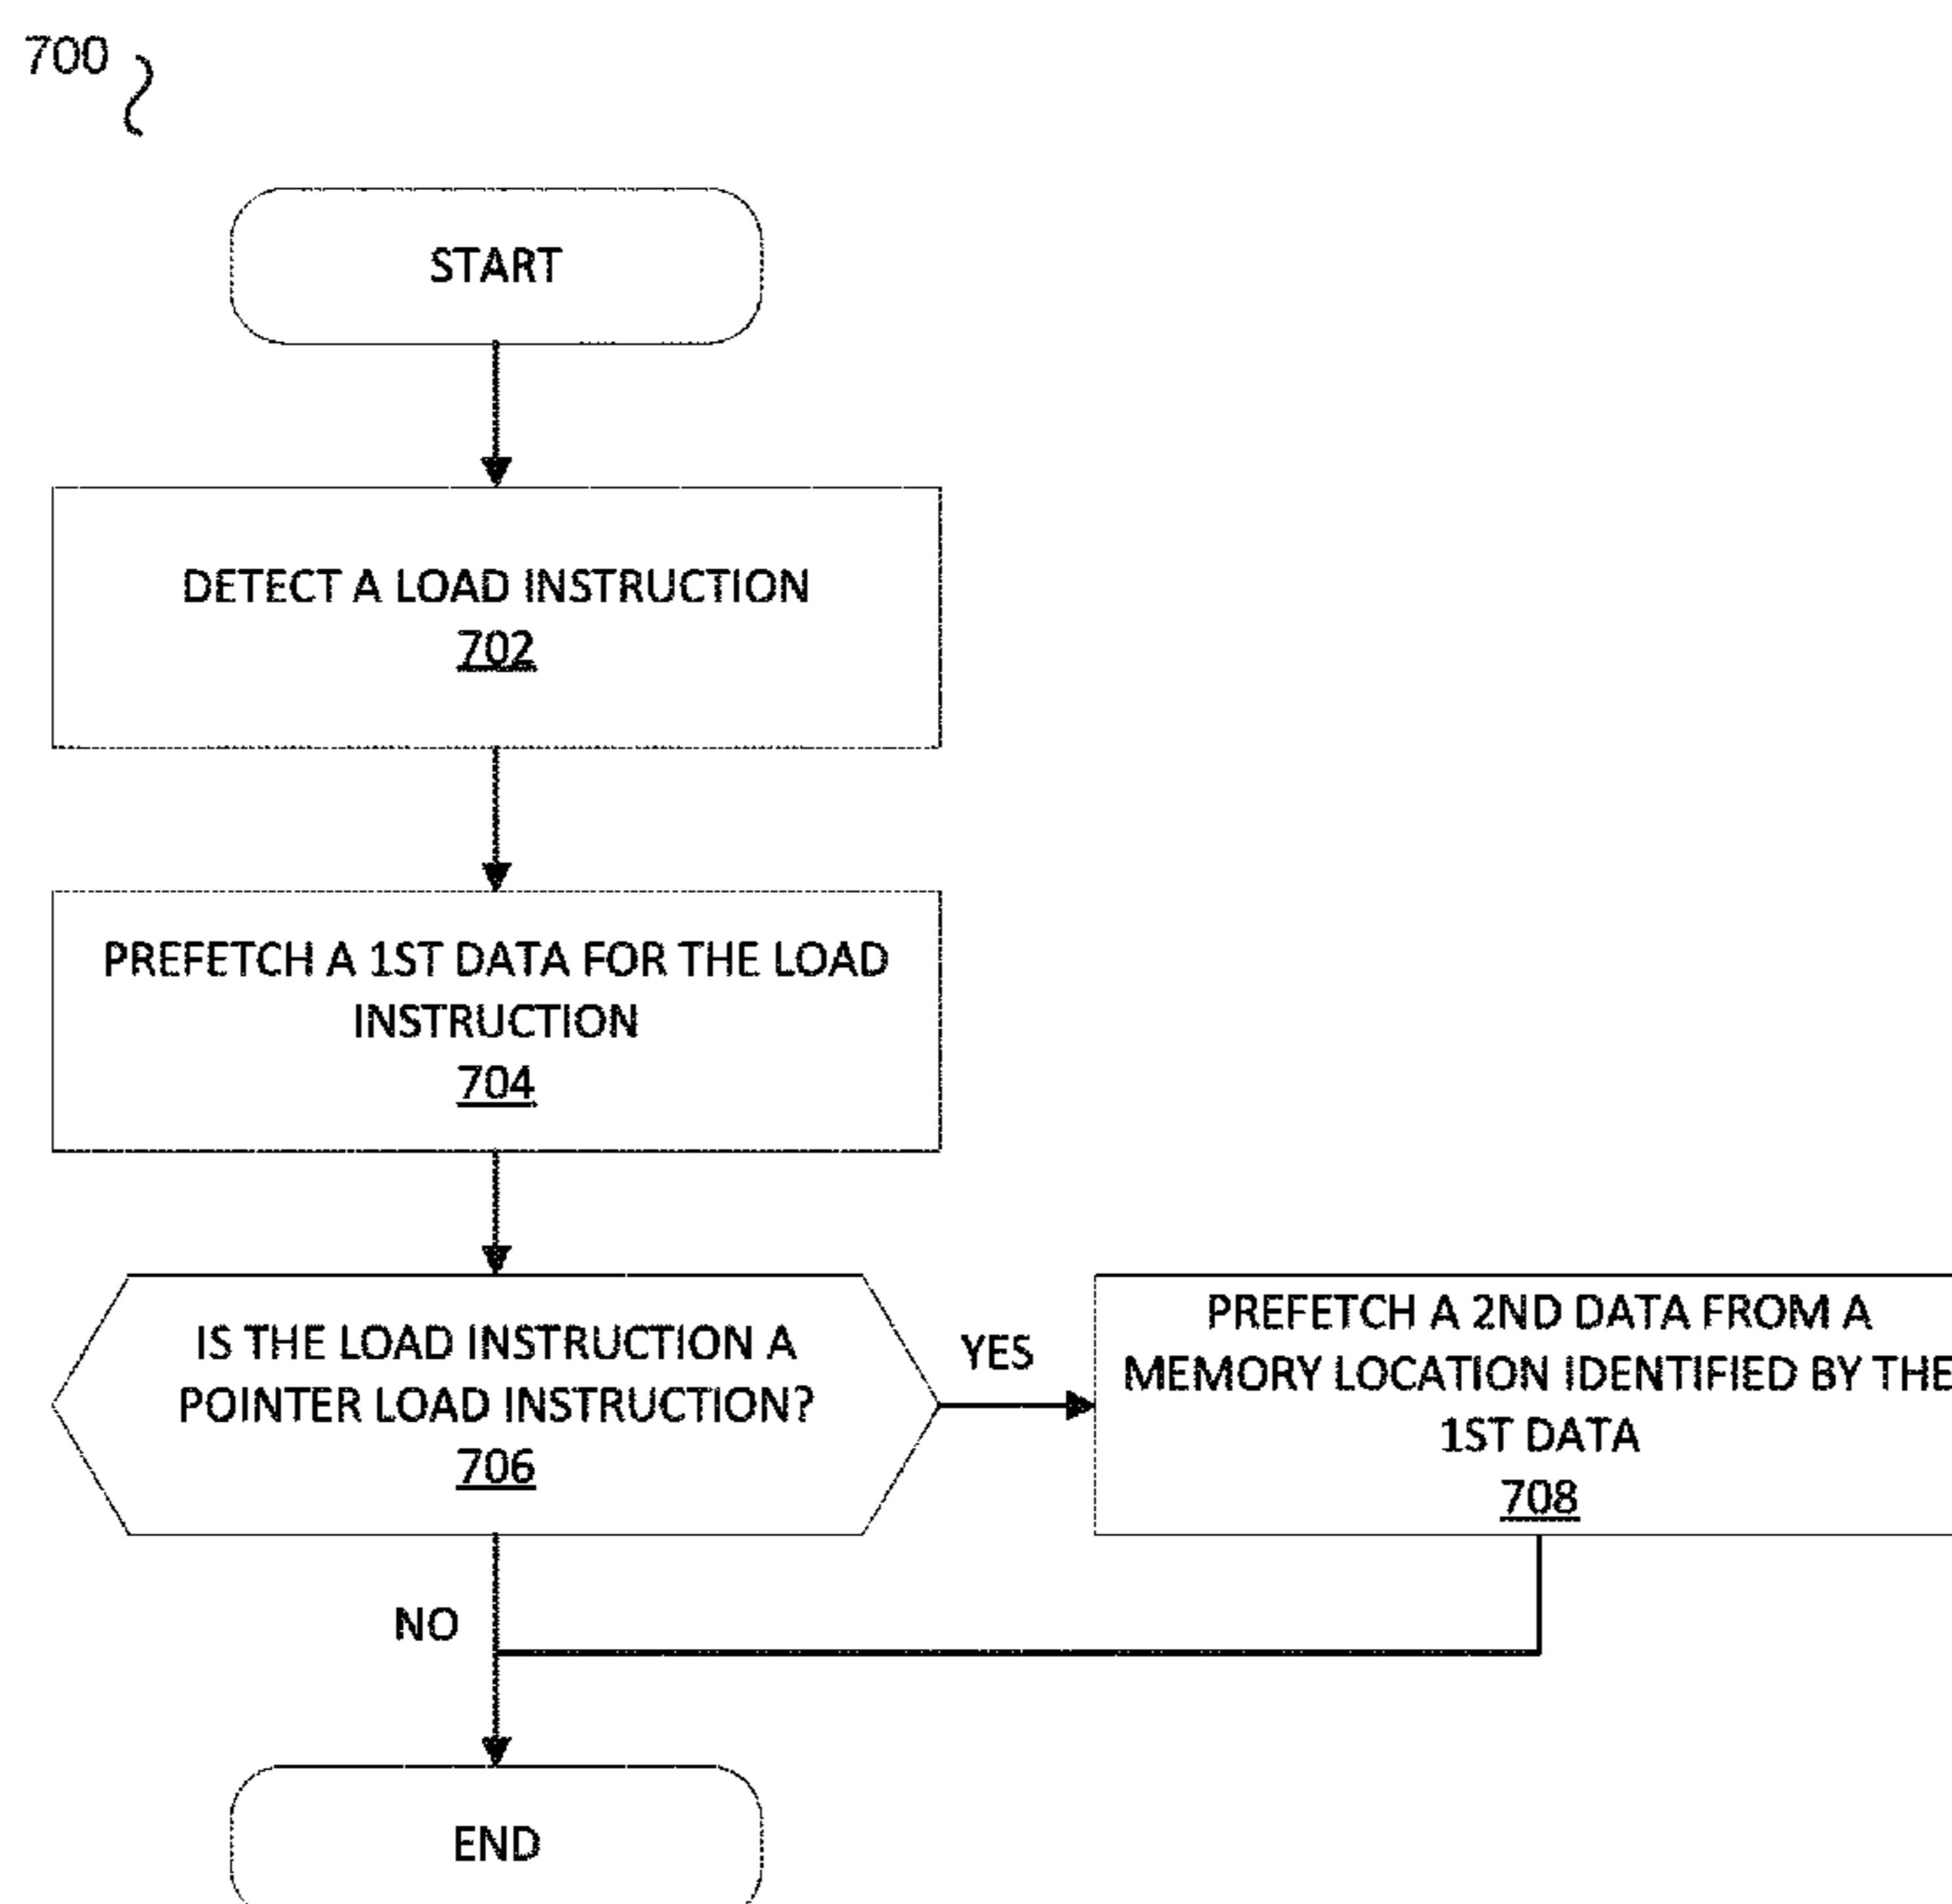 700
START
DETECT A LOAD INSTRUCTION
702
PREFETCH A 1ST DATA FOR THE LOAD
INSTRUCTION
704
IS THE LOAD INSTRUCTION A
POINTER LOAD INSTRUCTION?
706
YES
PREFETCH A 2ND DATA FROM A
MEMORY LOCATION IDENTIFIED BY THE
1ST DATA
708
NO
END